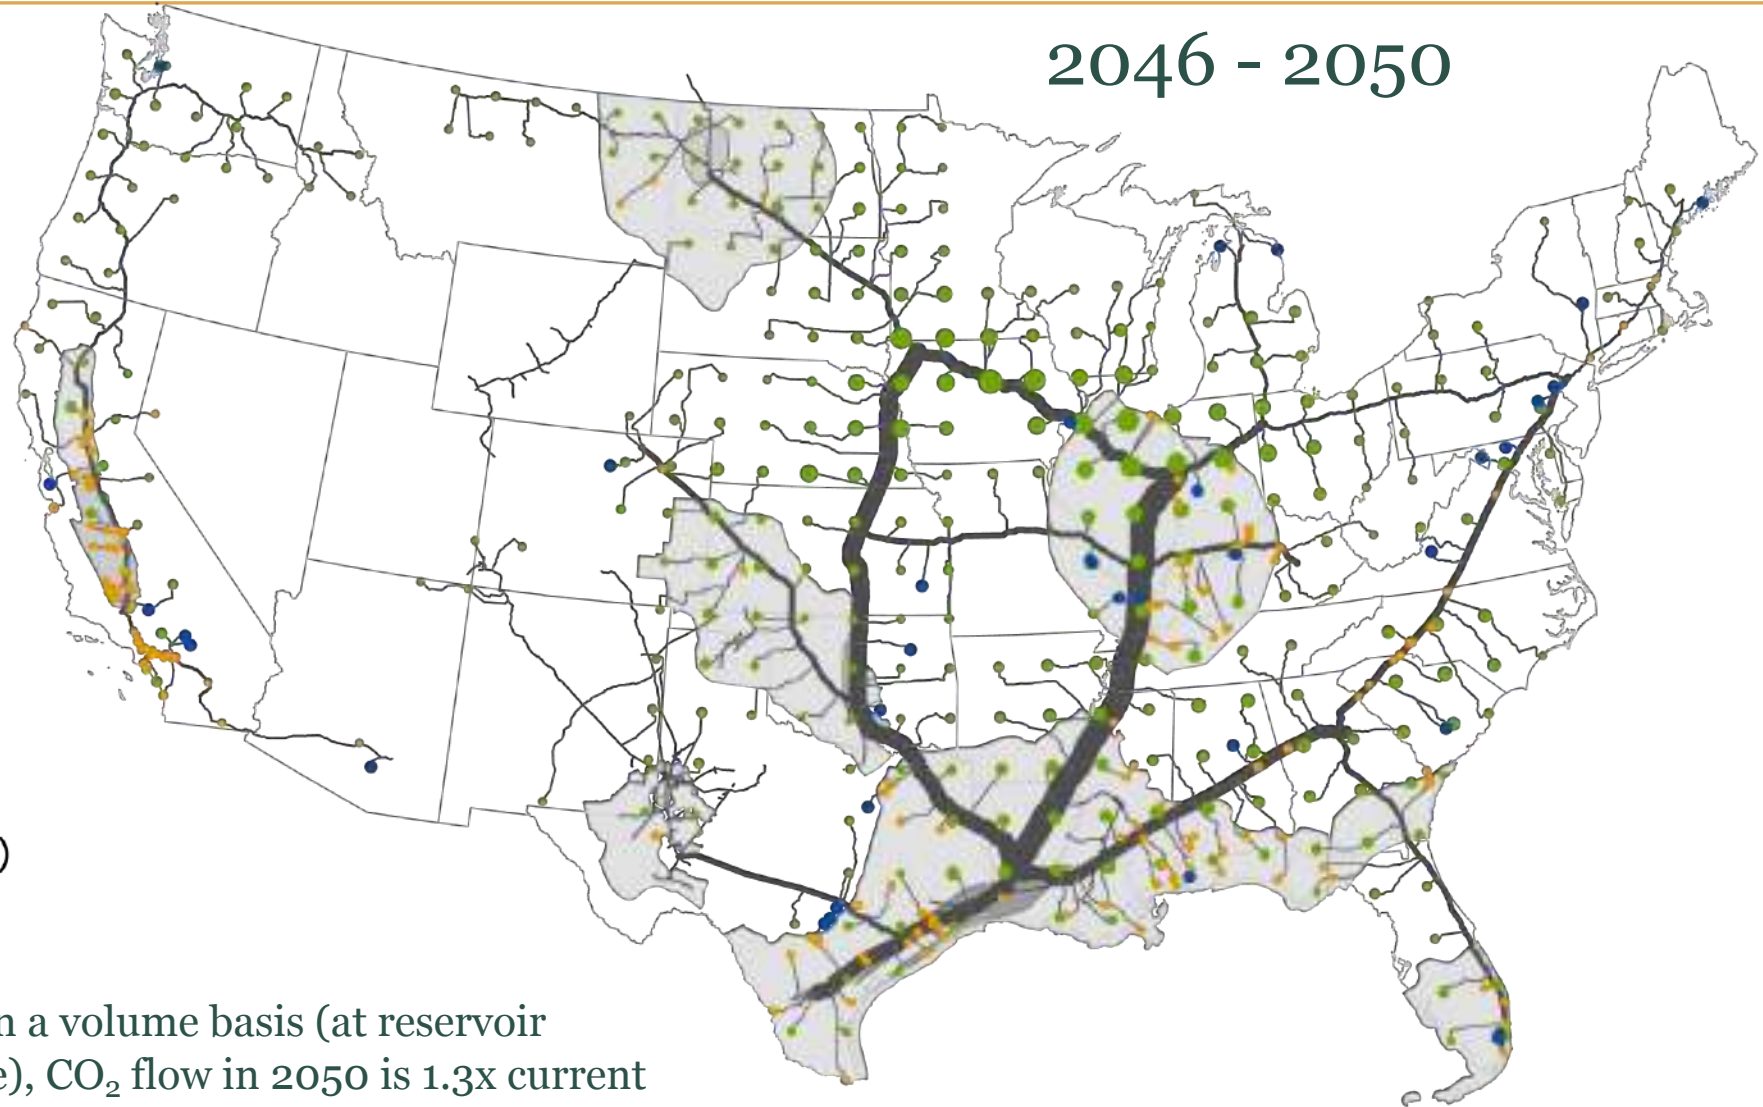 2046 - 2050
)
n a volume basis (at reservoir
e), CO₂ flow in 2050 is 1.3x current